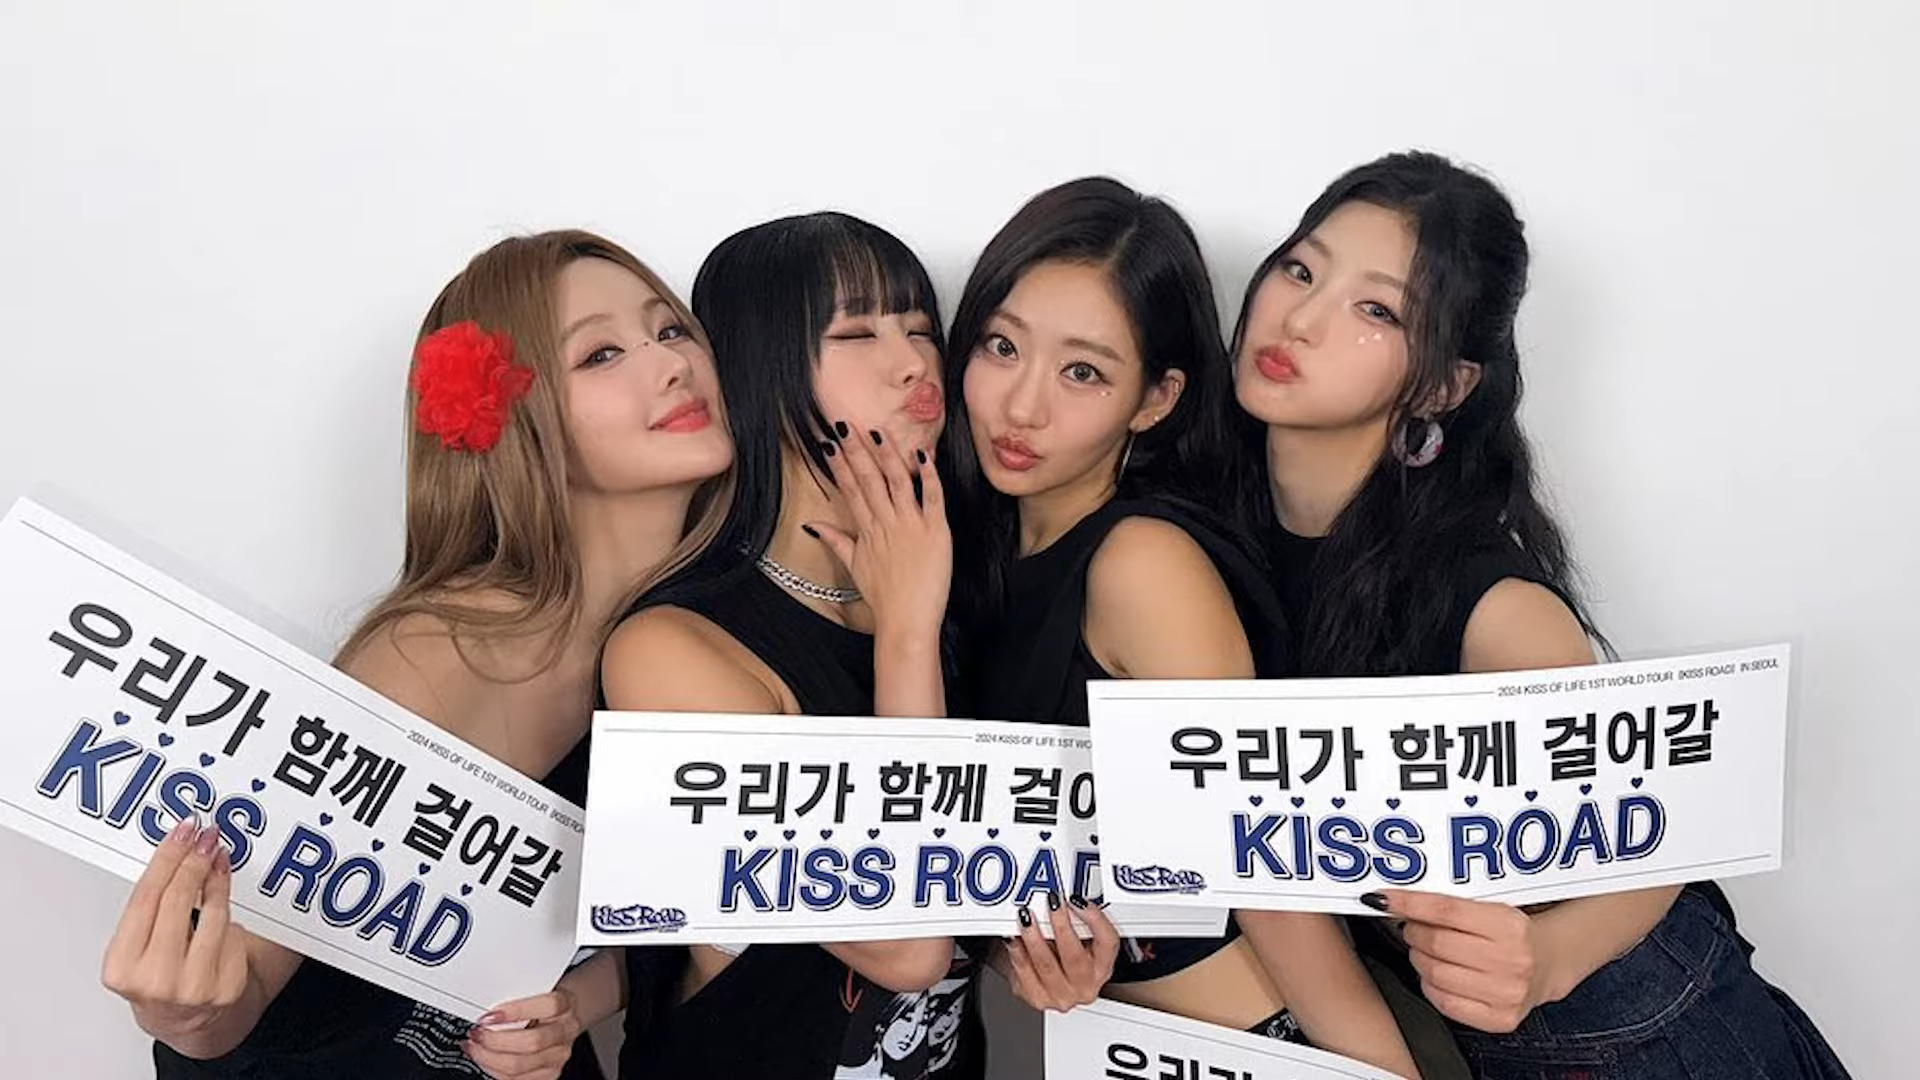 2024 KISS OF LIFE 1ST WORLD TOUR [KISS
우리가 함께 걸어갈
KISS ROAD
2024 KISS OF LIFE 1ST
우리가 함께 걸어
KISS ROAD
KISS ROAD
2024 KISS OF LIFE 1ST WORLD TOUR [KISS ROAD] IN SEOUL
우리가 함께 걸어갈
KISS ROAD
KISS ROAD
우리가